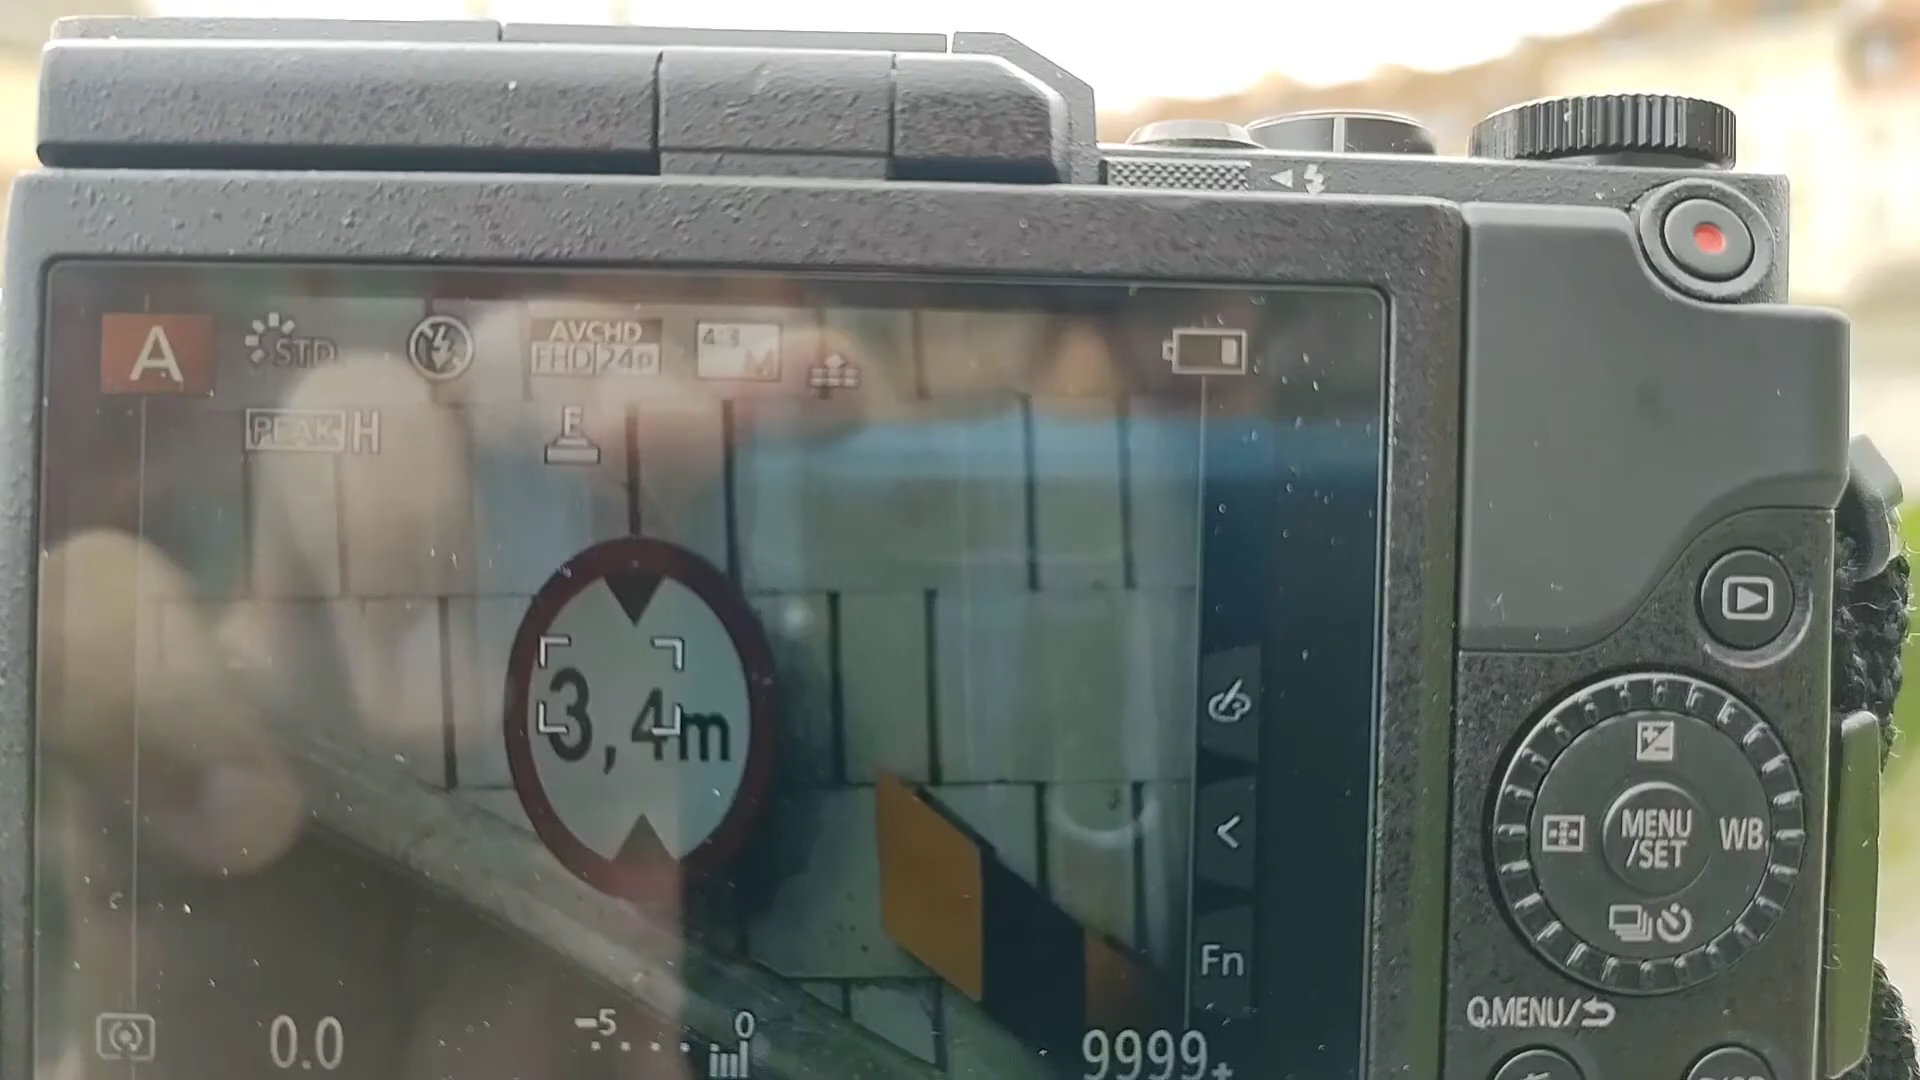 A STD AVCHD FHD 24p 4:3 M
PEAK H E
3,4m
<
Fn
0.0 -5 0 9999+
MENU
/SET
WB
Q.MENU/